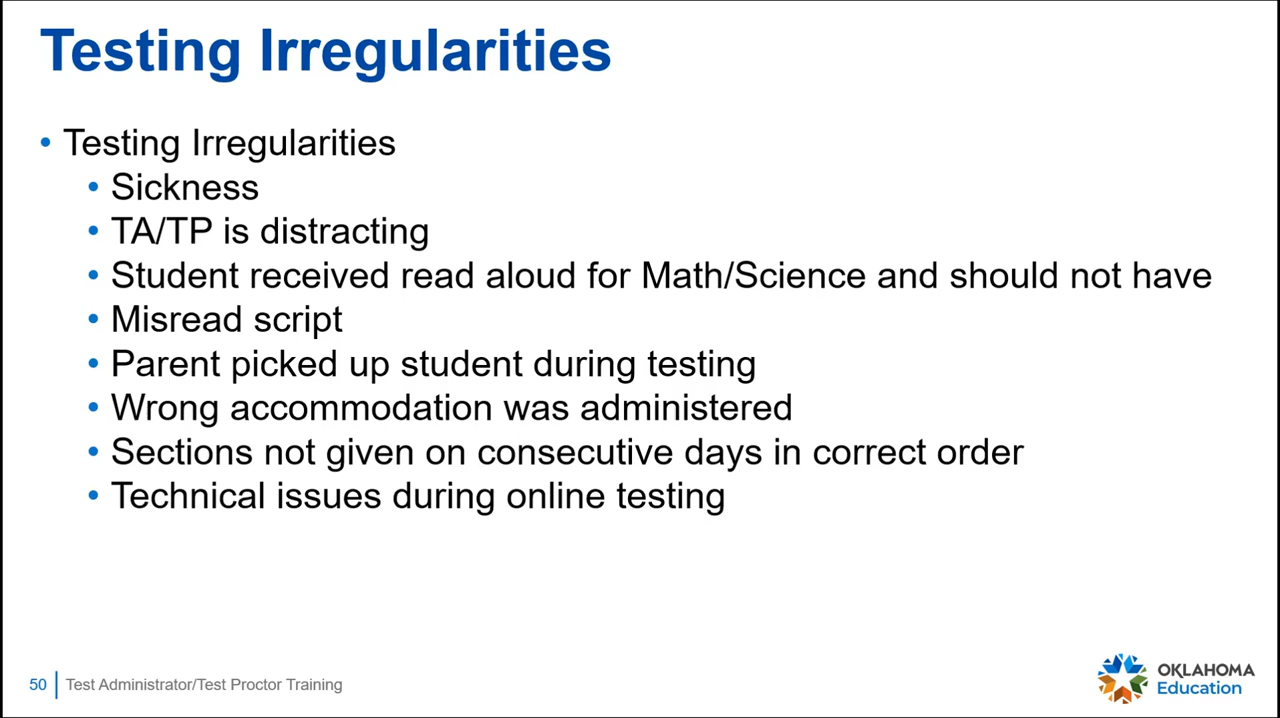 Testing Irregularities
• Testing Irregularities
• Sickness
• TA/TP is distracting
• Student received read aloud for Math/Science and should not have
• Misread script
• Parent picked up student during testing
• Wrong accommodation was administered
• Sections not given on consecutive days in correct order
• Technical issues during online testing
50 | Test Administrator/Test Proctor Training
OKLAHOMA
Education